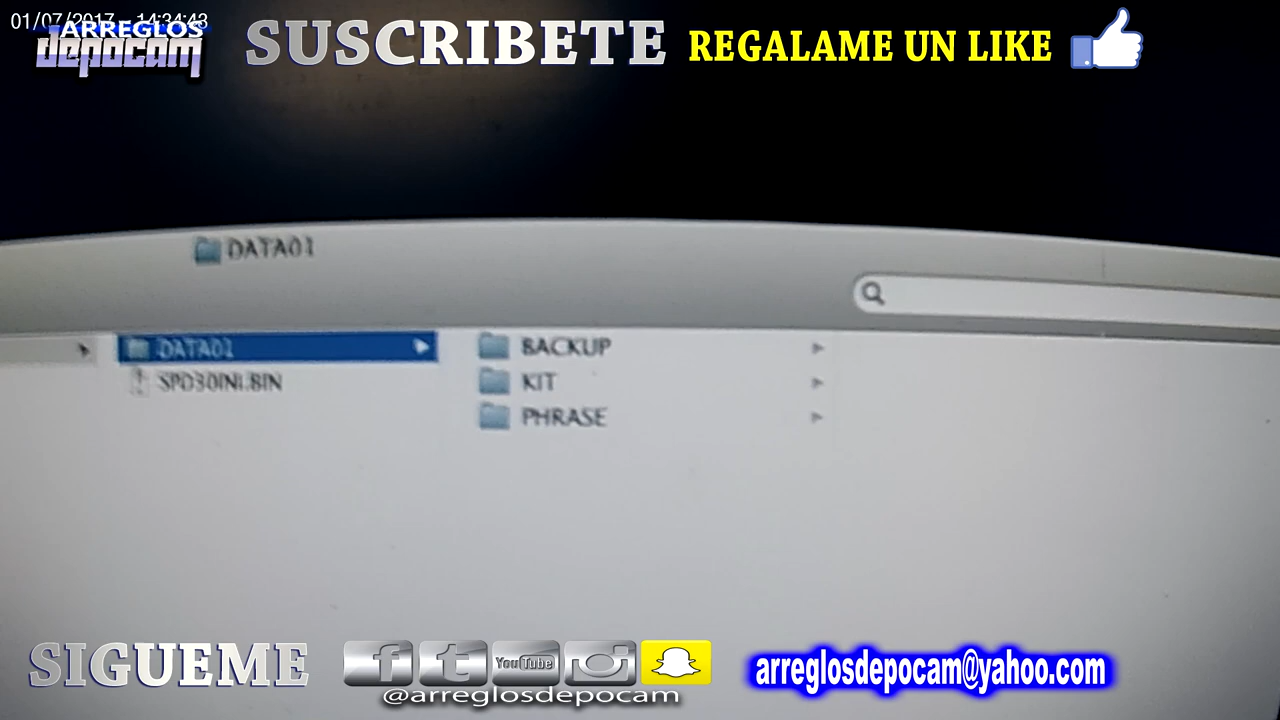 01/07/2017 - 14:34:43
ARREGLOS
depocam
SUSCRIBETE
REGALAME UN LIKE
DATA01
DATA01
SPD30INI.BIN
BACKUP
KIT
PHRASE
SIGUEME
f
t
YouTube
@arreglosdepocam
arreglosdepocam@yahoo.com